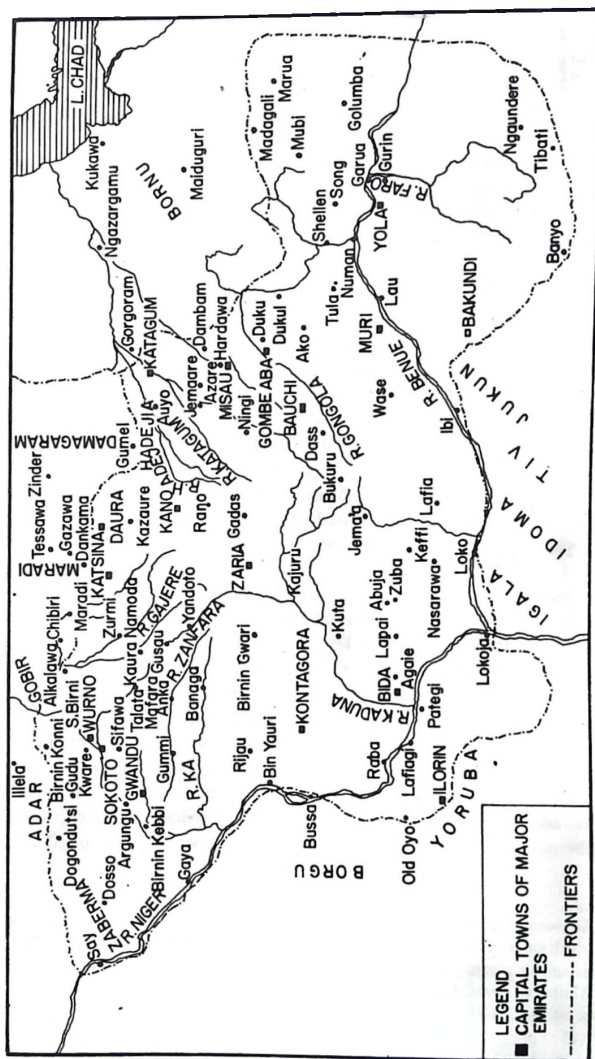 L. CHAD
Kukawa
Ngazargamu
BORNU
Maiduguri
Madagali
Marua
Mubi
Golumba
Song
Garua
Gurin
R. FARO
YOLA
Shellen
Numan
Tula
Lau
MURI
BAKUNDI
Ngaundere
Tibati
Banyo
Gorgoram
KATAGUM
Dambam
Hardawa
Jemaare
Azare
MISAU
Ningi
Duku
GOMBE ABA
Dukul
Ako
BAUCHI
Dass
R. GONGOLA
Bukuru
Wase
R. BENUE
Ibi
JUKUN
TIV
IDOMA
IGALA
DAMAGARAM
Tessawa
Zinder
Gazawa
Dankama
MARADI
KATSINA
DAURA
Gumel
Kazaure
HADEJIA
Auyo
R. HADEJ
R. KATAGUM
KANO
Rano
Gadas
ZARIA
Kajuru
Jema'a
Lafia
Keffi
Loko
Nasarawa
Abuja
Zuba
Lapai
Kuta
BIDA
Agaie
R. KADUNA
Pategi
Lokoja
GOBIR
Alkalawa
Chibiri
Maradi
Zurmi
R. GAJERE
Kaura Namoda
Yandoto
Gusau
R. ZAMFARA
Talata
Mafara
Anka
Banaga
Gummi
R. KA
Birnin Gwari
KONTAGORA
Rijau
Bin Yauri
Illela
ADAR
Birnin Konni
S. Birni
Gudu
WURNO
Kware
Sifawa
SOKOTO
Dogondutsi
Argungu
GWANDU
Birnin Kebbi
Dosso
ZABERMA
Say
R. NIGER
Gaya
Bussa
BORGU
Raba
Lafiagi
Old Oyo
ILORIN
YORUBA
LEGEND
CAPITAL TOWNS OF MAJOR
EMIRATES
FRONTIERS